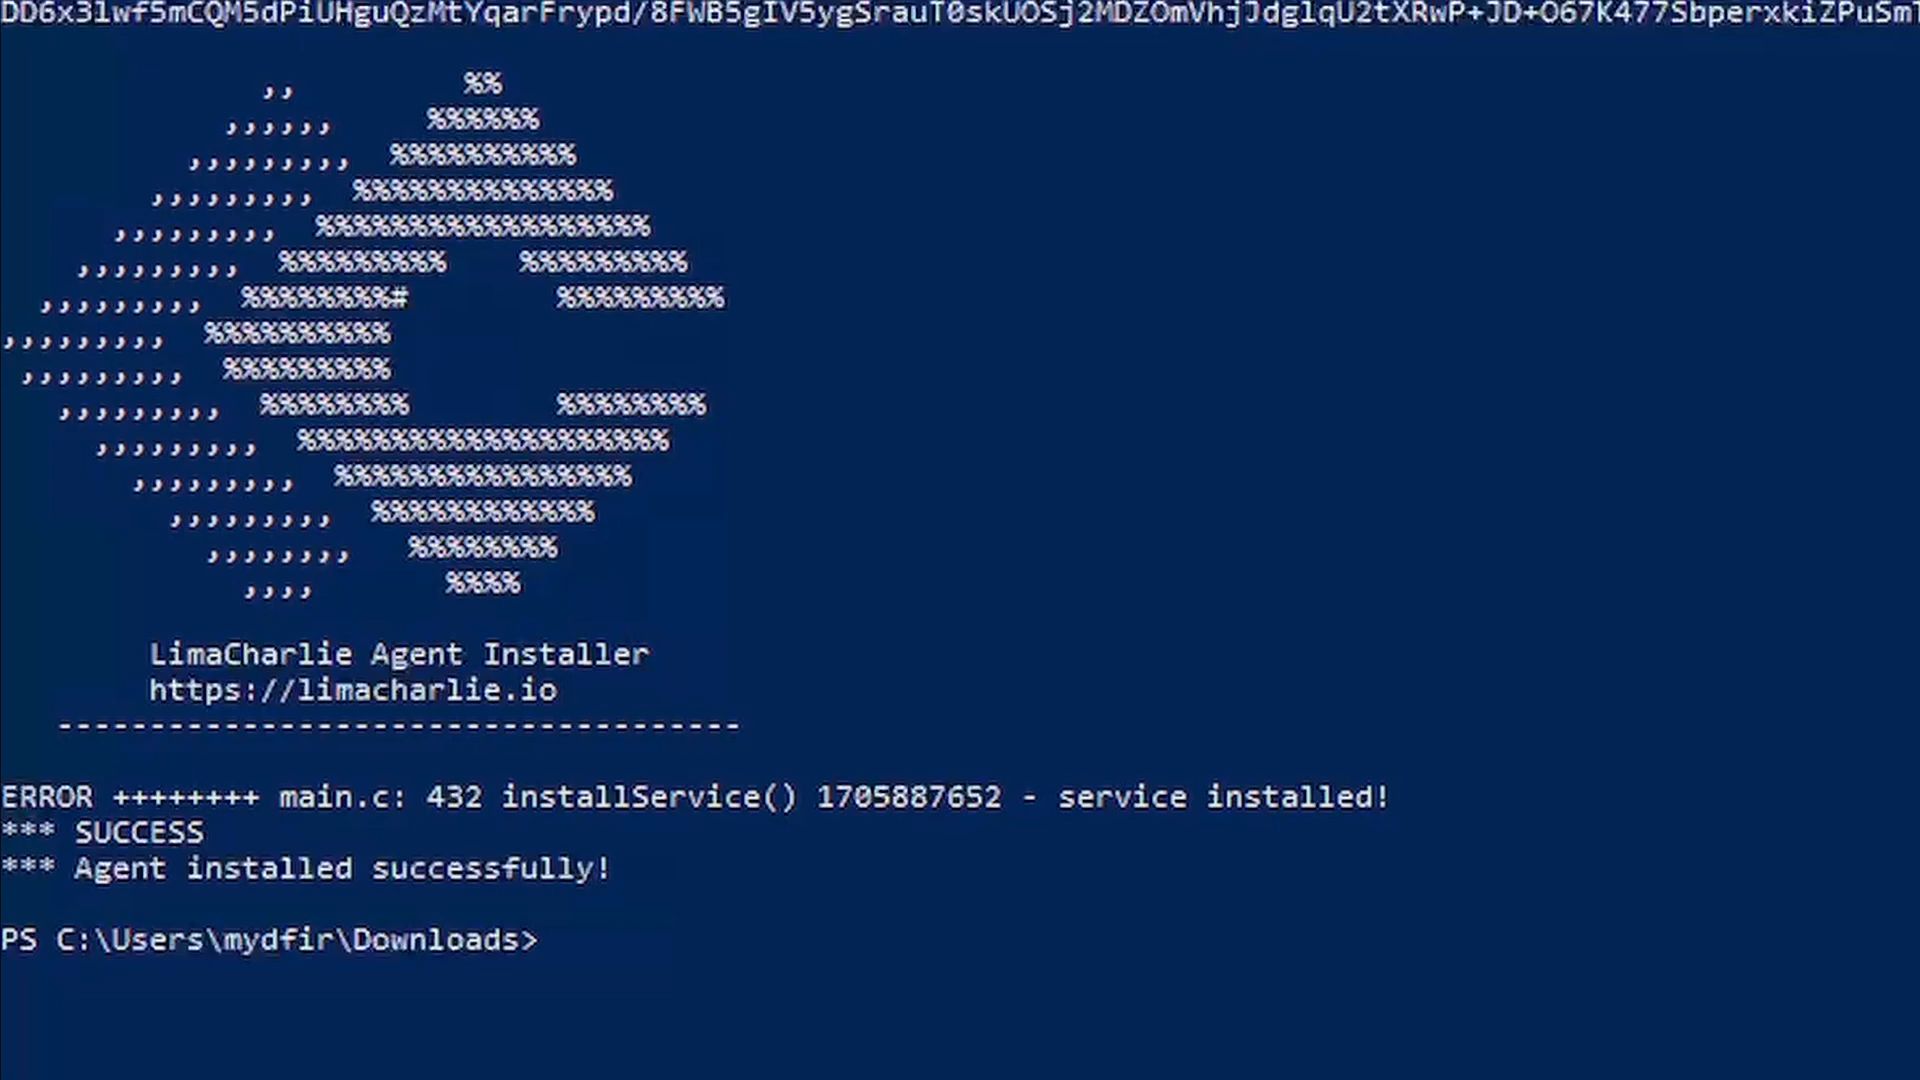 DD6x3lwf5mCQM5dPiUHguQzMtYqarFrypd/8FWB5gIV5ygSrauT0skUOSj2MDZOmVhjJdglqU2tXRwP+JD+O67K477SbperxkiZPuSm
,,         %%
,,,,,,     %%%%%%
,,,,,,,,,  %%%%%%%%%%
,,,,,,,,,  %%%%%%%%%%%%%%
,,,,,,,,,  %%%%%%%%%%%%%%%%%%
,,,,,,,,,  %%%%%%%%%    %%%%%%%%%
,,,,,,,,,  %%%%%%%%#        %%%%%%%%%
,,,,,,,,,  %%%%%%%%%%
,,,,,,,,,  %%%%%%%%%
,,,,,,,,,  %%%%%%%%        %%%%%%%%
,,,,,,,,,  %%%%%%%%%%%%%%%%%%%%
,,,,,,,,,  %%%%%%%%%%%%%%%%
,,,,,,,,,  %%%%%%%%%%%%
,,,,,,,,   %%%%%%%%
,,,,       %%%%
LimaCharlie Agent Installer
https://limacharlie.io
-------------------------------------
ERROR ++++++++ main.c: 432 installService() 1705887652 - service installed!
*** SUCCESS
*** Agent installed successfully!
PS C:\Users\mydfir\Downloads>